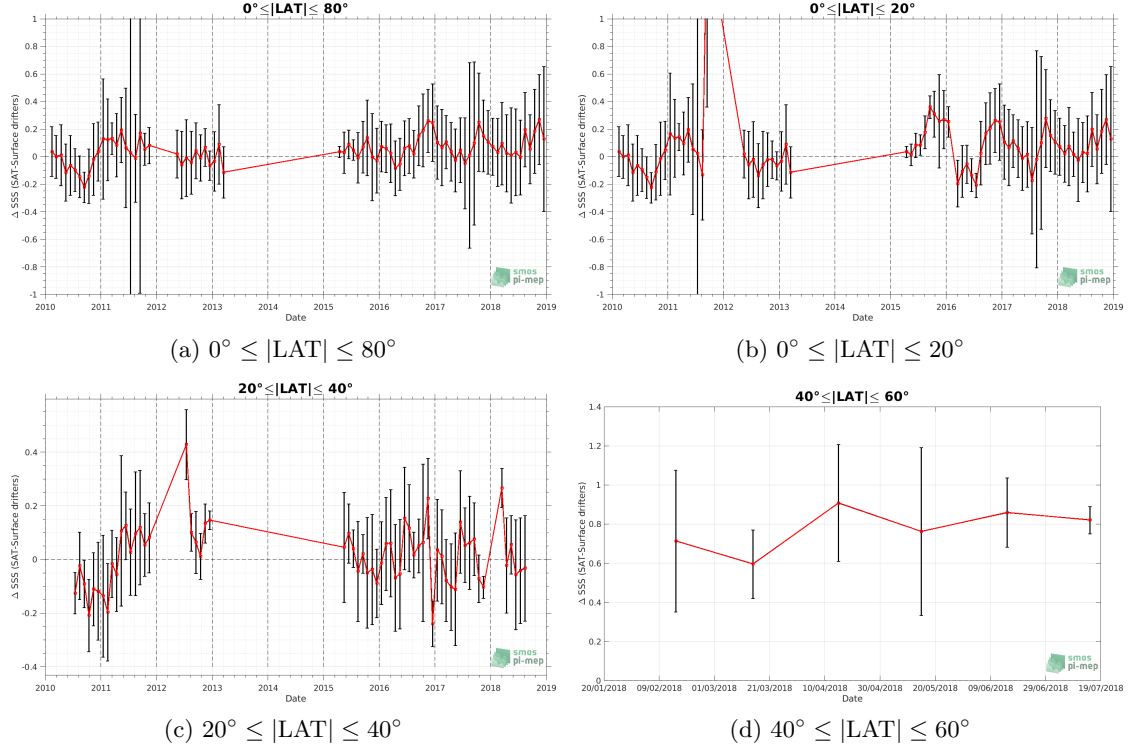 0°≤|LAT|≤ 80°
1
0.8
0.6
0.4
0.2
0
-0.2
-0.4
-0.6
-0.8
-1
Δ SSS (SAT-Surface drifters)
2010 2011 2012 2013 2014 2015 2016 2017 2018 2019
Date
smos
pi-mep
(a) 0° ≤ |LAT| ≤ 80°
0°≤|LAT|≤ 20°
1
0.8
0.6
0.4
0.2
0
-0.2
-0.4
-0.6
-0.8
-1
Δ SSS (SAT-Surface drifters)
2010 2011 2012 2013 2014 2015 2016 2017 2018 2019
Date
smos
pi-mep
(b) 0° ≤ |LAT| ≤ 20°
20°≤|LAT|≤ 40°
0.4
0.2
0
-0.2
-0.4
Δ SSS (SAT-Surface drifters)
2010 2011 2012 2013 2014 2015 2016 2017 2018 2019
Date
smos
pi-mep
(c) 20° ≤ |LAT| ≤ 40°
40°≤|LAT|≤ 60°
1.4
1.2
1
0.8
0.6
0.4
0.2
0
Δ SSS (SAT-Surface drifters)
20/01/2018 09/02/2018 01/03/2018 21/03/2018 10/04/2018 30/04/2018 20/05/2018 09/06/2018 29/06/2018 19/07/2018
Date
smos
pi-mep
(d) 40° ≤ |LAT| ≤ 60°